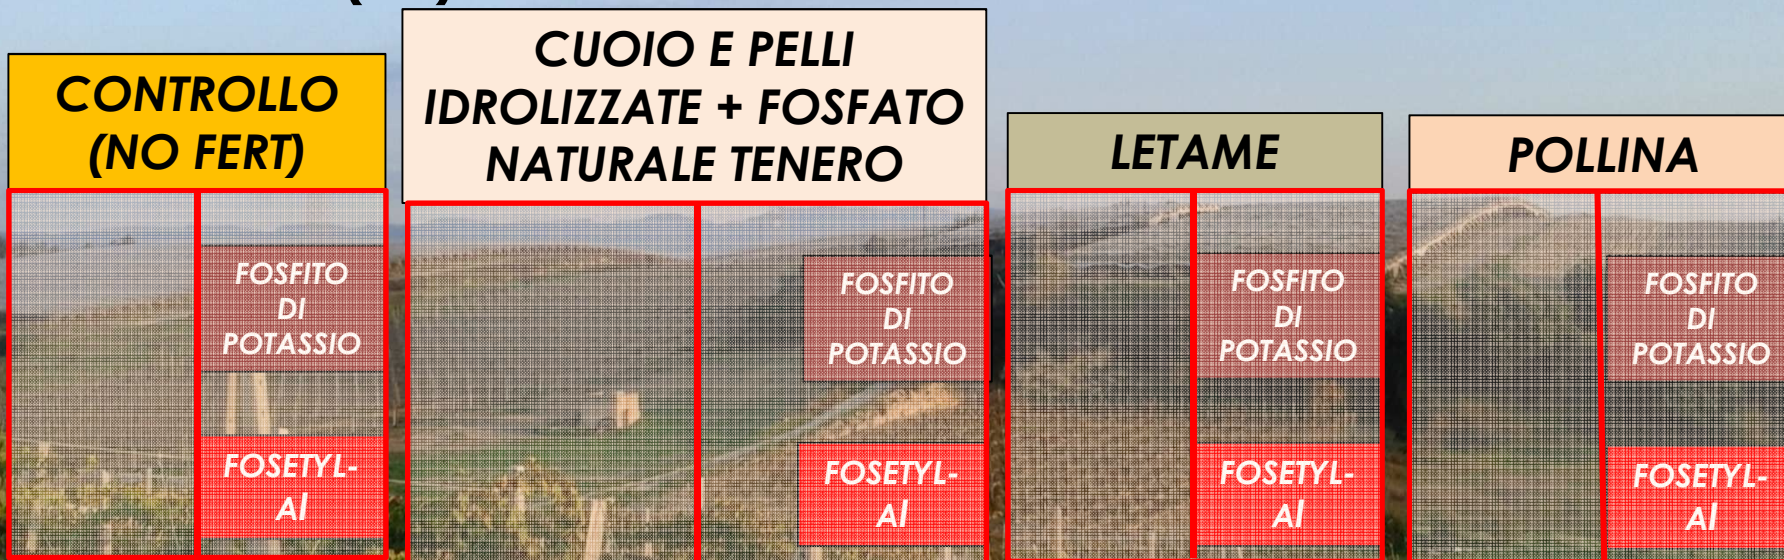 CONTROLLO
(NO FERT)
CUOIO E PELLI
IDROLIZZATE + FOSFATO
NATURALE TENERO
LETAME
POLLINA
FOSFITO
DI
POTASSIO
FOSETYL-
Al
FOSFITO
DI
POTASSIO
FOSETYL-
Al
FOSFITO
DI
POTASSIO
FOSETYL-
Al
FOSFITO
DI
POTASSIO
FOSETYL-
Al